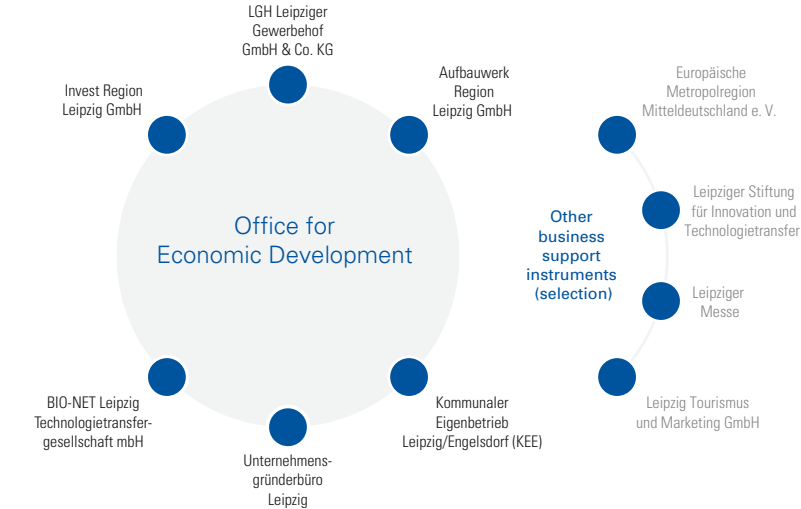 LGH Leipziger
Gewerbehof
GmbH & Co. KG
Invest Region
Leipzig GmbH
Aufbauwerk
Region
Leipzig GmbH
Office for
Economic Development
BIO-NET Leipzig
Technologietransfer-
gesellschaft mbH
Unternehmens-
gründerbüro
Leipzig
Kommunaler
Eigenbetrieb
Leipzig/Engelsdorf (KEE)
Other
business
support
instruments
(selection)
Europäische
Metropolregion
Mitteldeutschland e. V.
Leipziger Stiftung
für Innovation und
Technologietransfer
Leipziger
Messe
Leipzig Tourismus
und Marketing GmbH